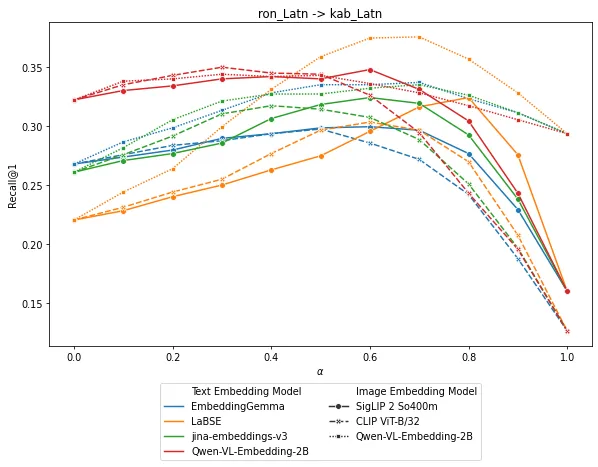 ron_Latn -> kab_Latn
Recall@1
0.35
0.30
0.25
0.20
0.15
0.0 0.2 0.4 0.6 0.8 1.0
α
Text Embedding Model
EmbeddingGemma
LaBSE
jina-embeddings-v3
Qwen-VL-Embedding-2B
Image Embedding Model
SigLIP 2 So400m
CLIP ViT-B/32
Qwen-VL-Embedding-2B